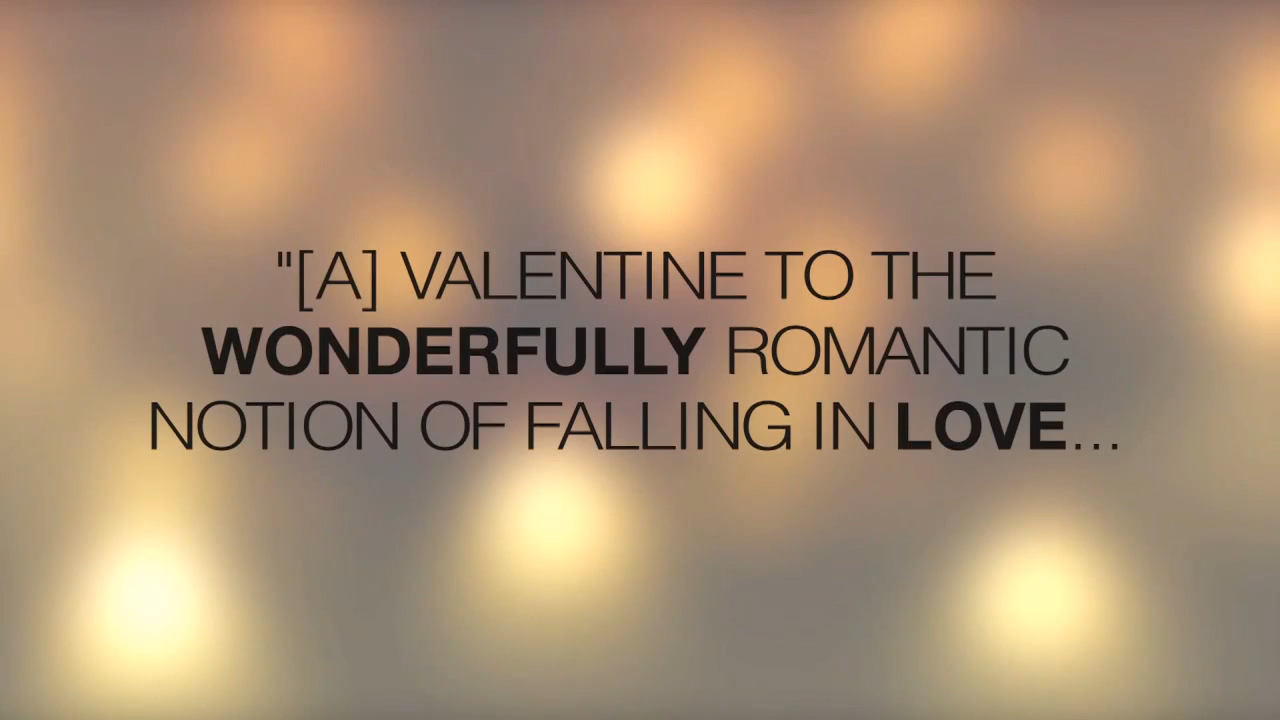 "[A] VALENTINE TO THE
WONDERFULLY ROMANTIC
NOTION OF FALLING IN LOVE...